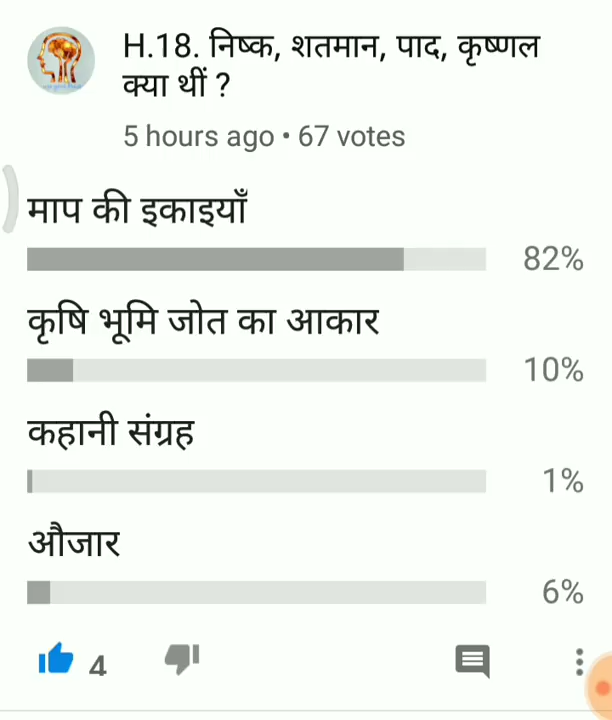 H.18. निष्क, शतमान, पाद, कृष्णल
क्या थीं ?
5 hours ago • 67 votes
माप की इकाइयाँ
82%
कृषि भूमि जोत का आकार
10%
कहानी संग्रह
1%
औजार
6%
4